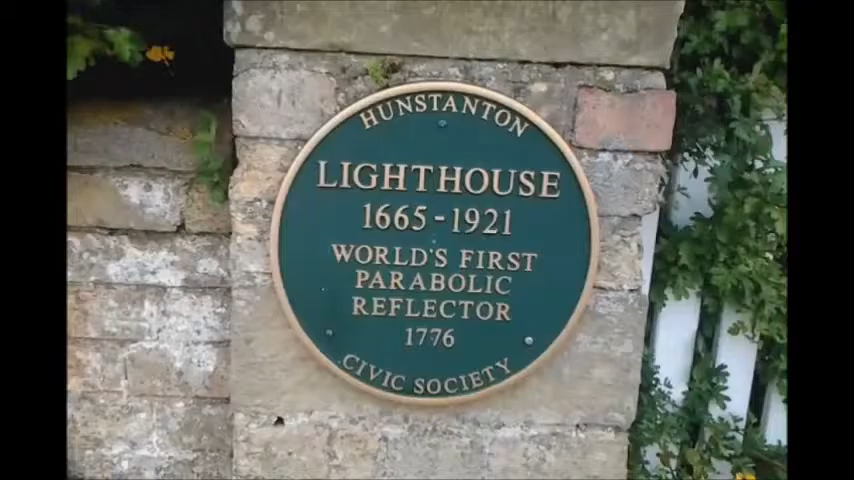 HUNSTANTON
LIGHTHOUSE
1665-1921
WORLD'S FIRST
PARABOLIC
REFLECTOR
1776
CIVIC SOCIETY